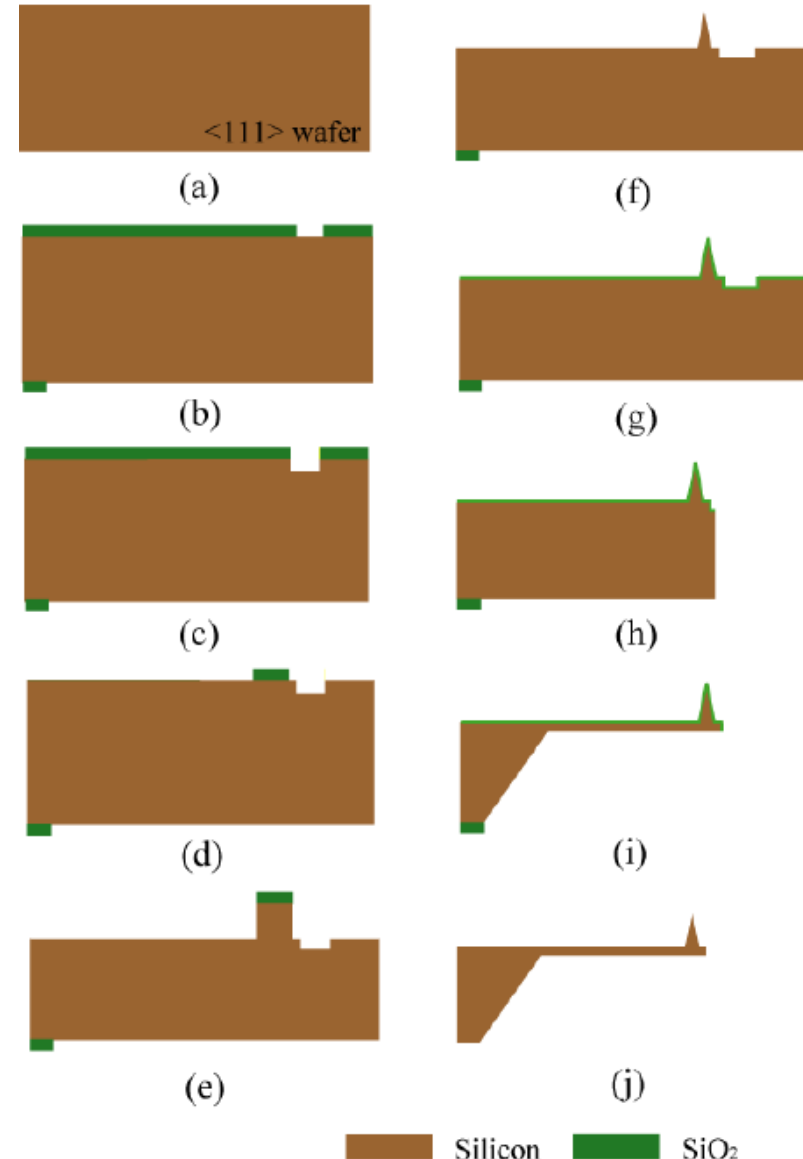 <111> wafer
(a)
(b)
(c)
(d)
(e)
(f)
(g)
(h)
(i)
(j)
Silicon SiO₂